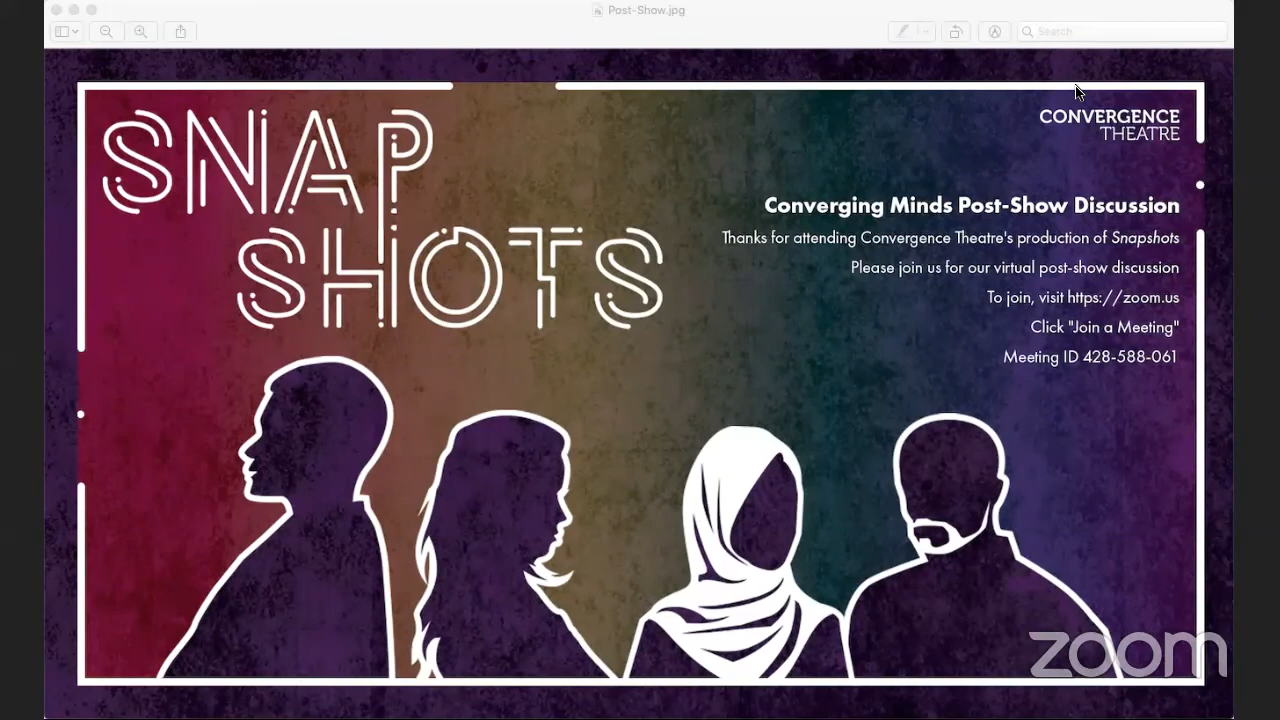 Post-Show.jpg
Search
SNAP
SHOTS
CONVERGENCE
THEATRE
Converging Minds Post-Show Discussion
Thanks for attending Convergence Theatre's production of Snapshots
Please join us for our virtual post-show discussion
To join, visit https://zoom.us
Click "Join a Meeting"
Meeting ID 428-588-061
zoom